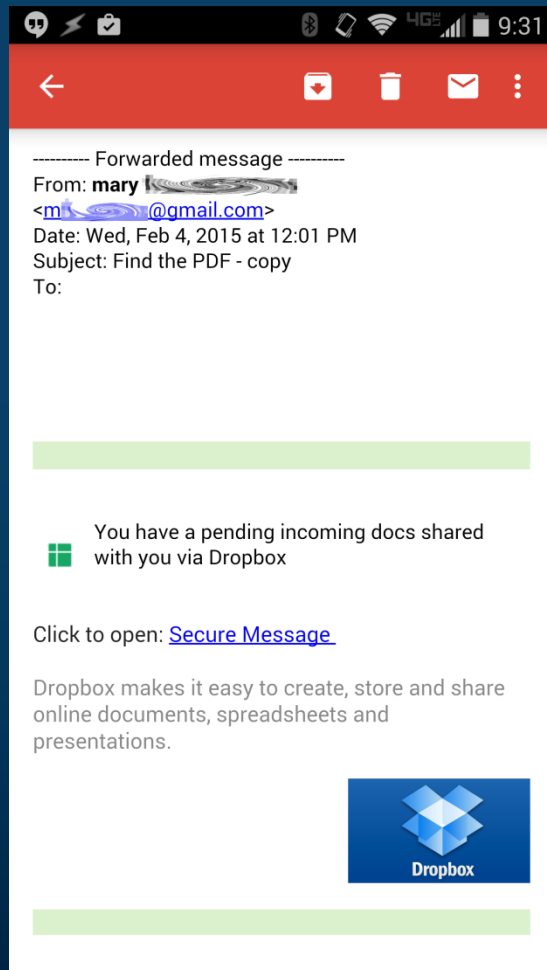 4G LTE 9:31
---------- Forwarded message ----------
From: mary
<m @gmail.com>
Date: Wed, Feb 4, 2015 at 12:01 PM
Subject: Find the PDF - copy
To:
You have a pending incoming docs shared
with you via Dropbox
Click to open: Secure Message
Dropbox makes it easy to create, store and share
online documents, spreadsheets and
presentations.
Dropbox